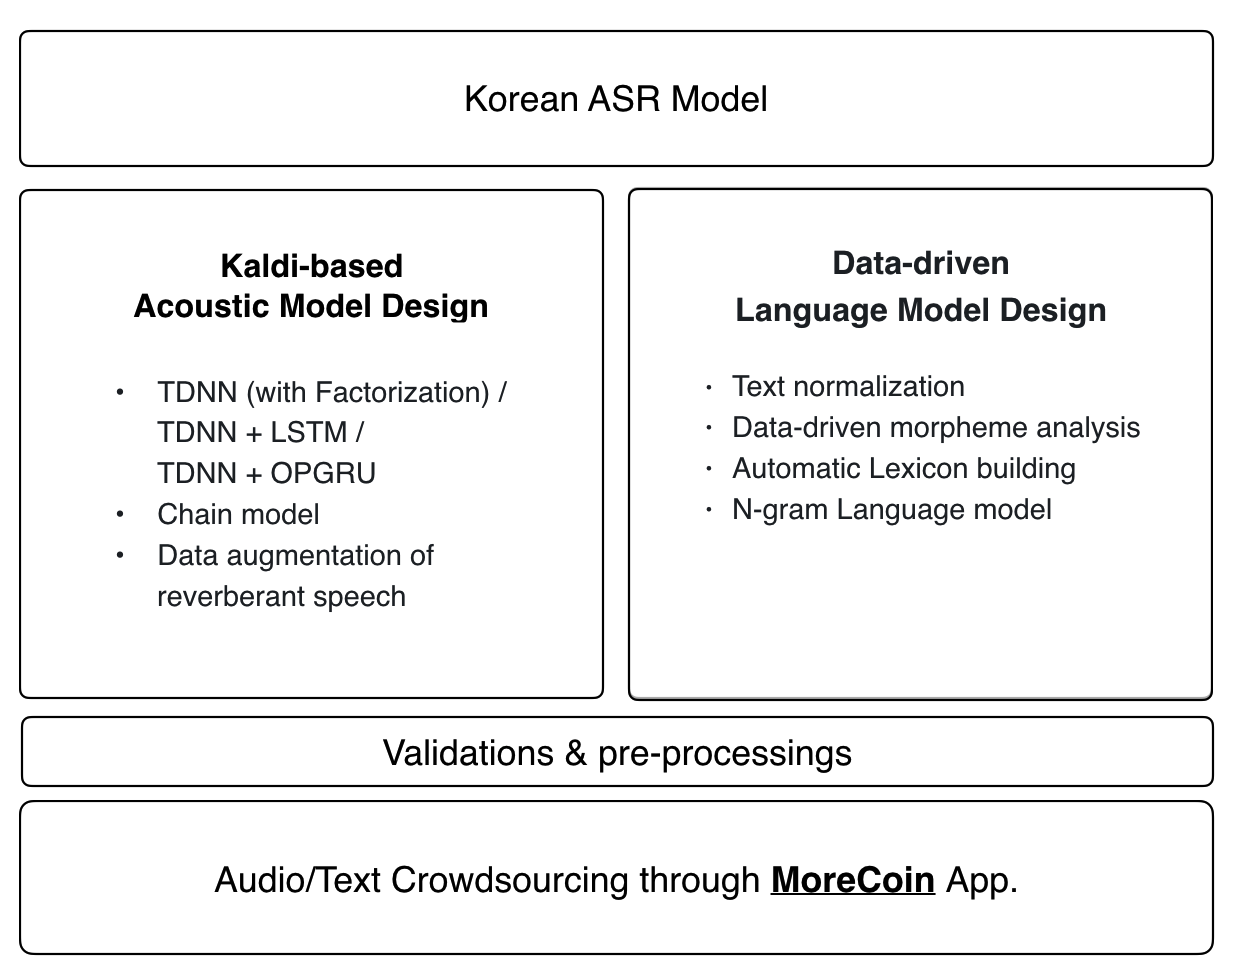 Korean ASR Model
Kaldi-based
Acoustic Model Design
• TDNN (with Factorization) /
TDNN + LSTM /
TDNN + OPGRU
• Chain model
• Data augmentation of
reverberant speech
Data-driven
Language Model Design
· Text normalization
· Data-driven morpheme analysis
· Automatic Lexicon building
· N-gram Language model
Validations & pre-processings
Audio/Text Crowdsourcing through MoreCoin App.